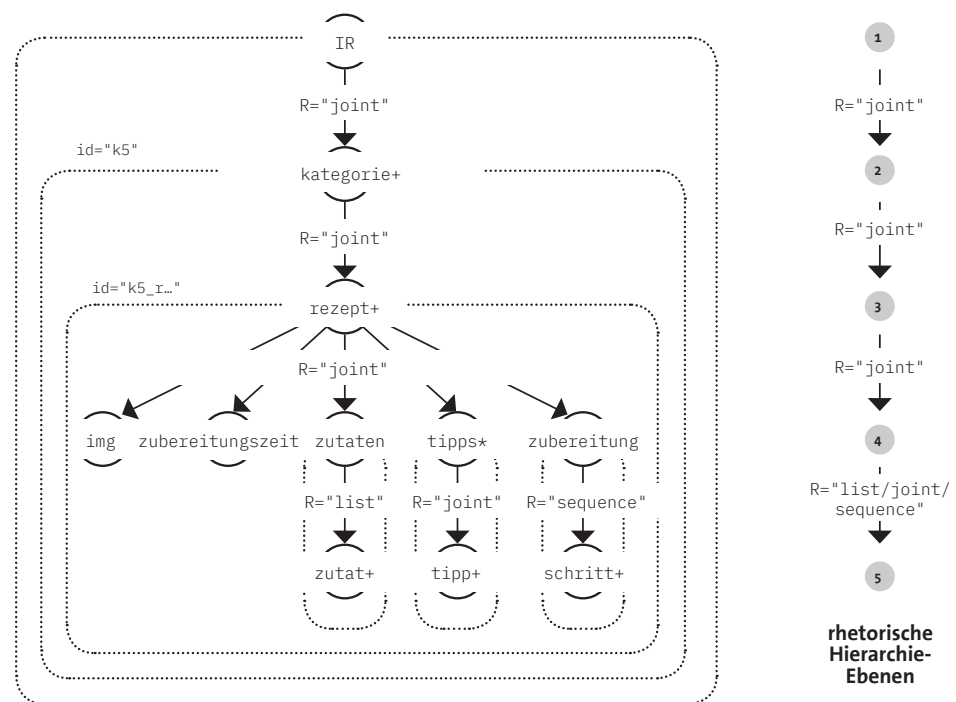 IR
1
R="joint"
R="joint"
id="k5"
kategorie+
2
R="joint"
R="joint"
id="k5_r…"
rezept+
3
R="joint"
R="joint"
img
zubereitungszeit
zutaten
tipps*
zubereitung
4
R="list"
R="joint"
R="sequence"
R="list/joint/
sequence"
zutat+
tipp+
schritt+
5
rhetorische
Hierarchie-
Ebenen